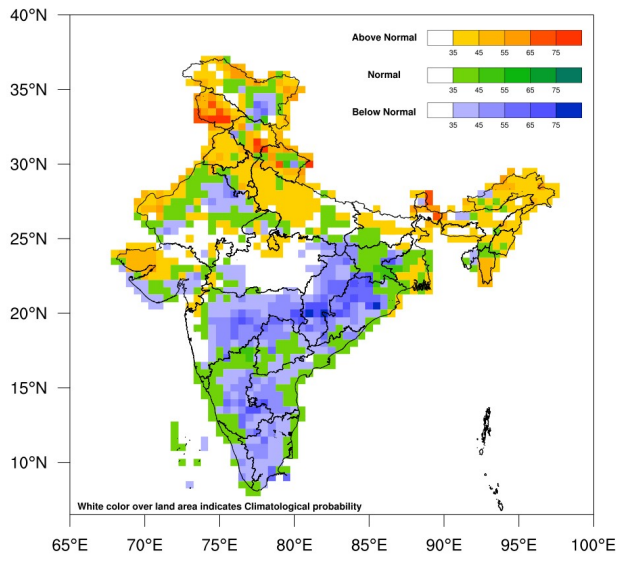 40°N
35°N
30°N
25°N
20°N
15°N
10°N
Above Normal
35 45 55 65 75
Normal
35 45 55 65 75
Below Normal
35 45 55 65 75
White color over land area indicates Climatological probability
65°E 70°E 75°E 80°E 85°E 90°E 95°E 100°E